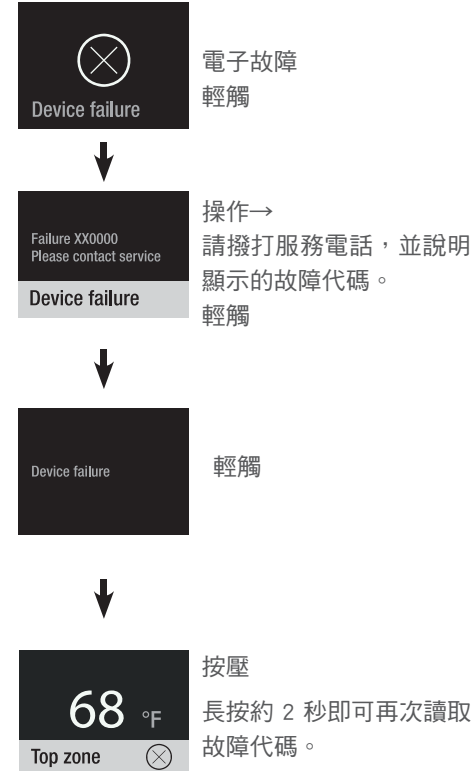 Device failure
電子故障
輕觸
Failure XX0000
Please contact service
Device failure
操作→
請撥打服務電話，並說明
顯示的故障代碼。
輕觸
Device failure
輕觸
68 °F
Top zone
按壓
長按約 2 秒即可再次讀取
故障代碼。